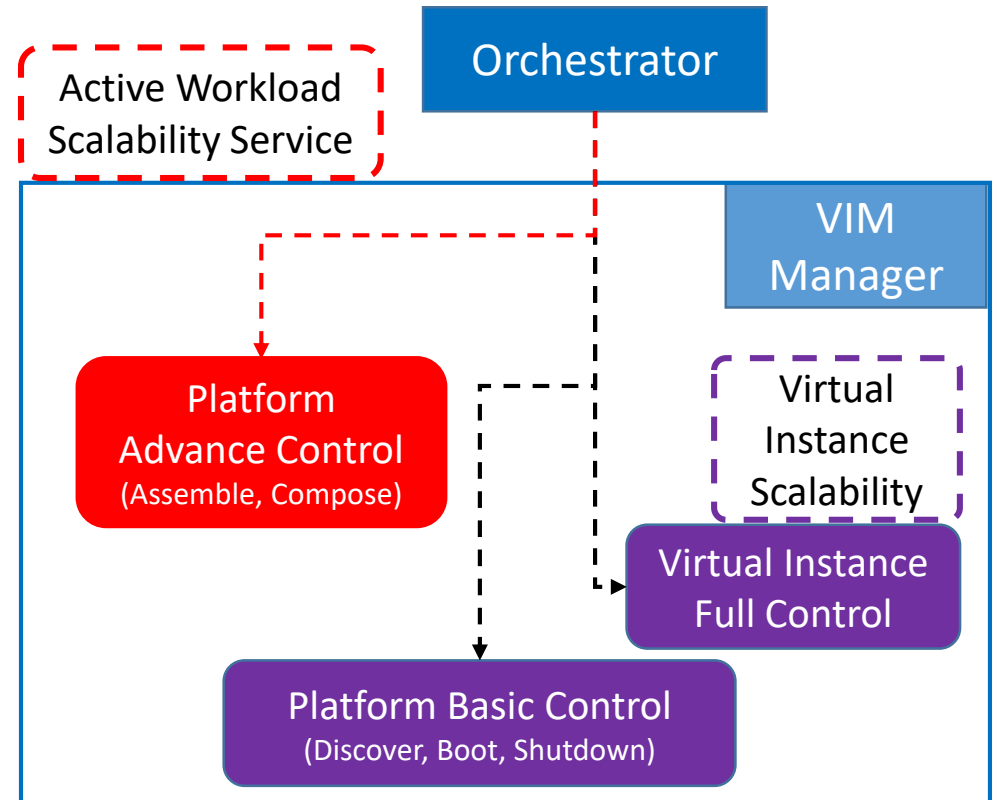 Orchestrator
Active Workload
Scalability Service
VIM
Manager
Platform
Advance Control
(Assemble, Compose)
Virtual
Instance
Scalability
Virtual Instance
Full Control
Platform Basic Control
(Discover, Boot, Shutdown)